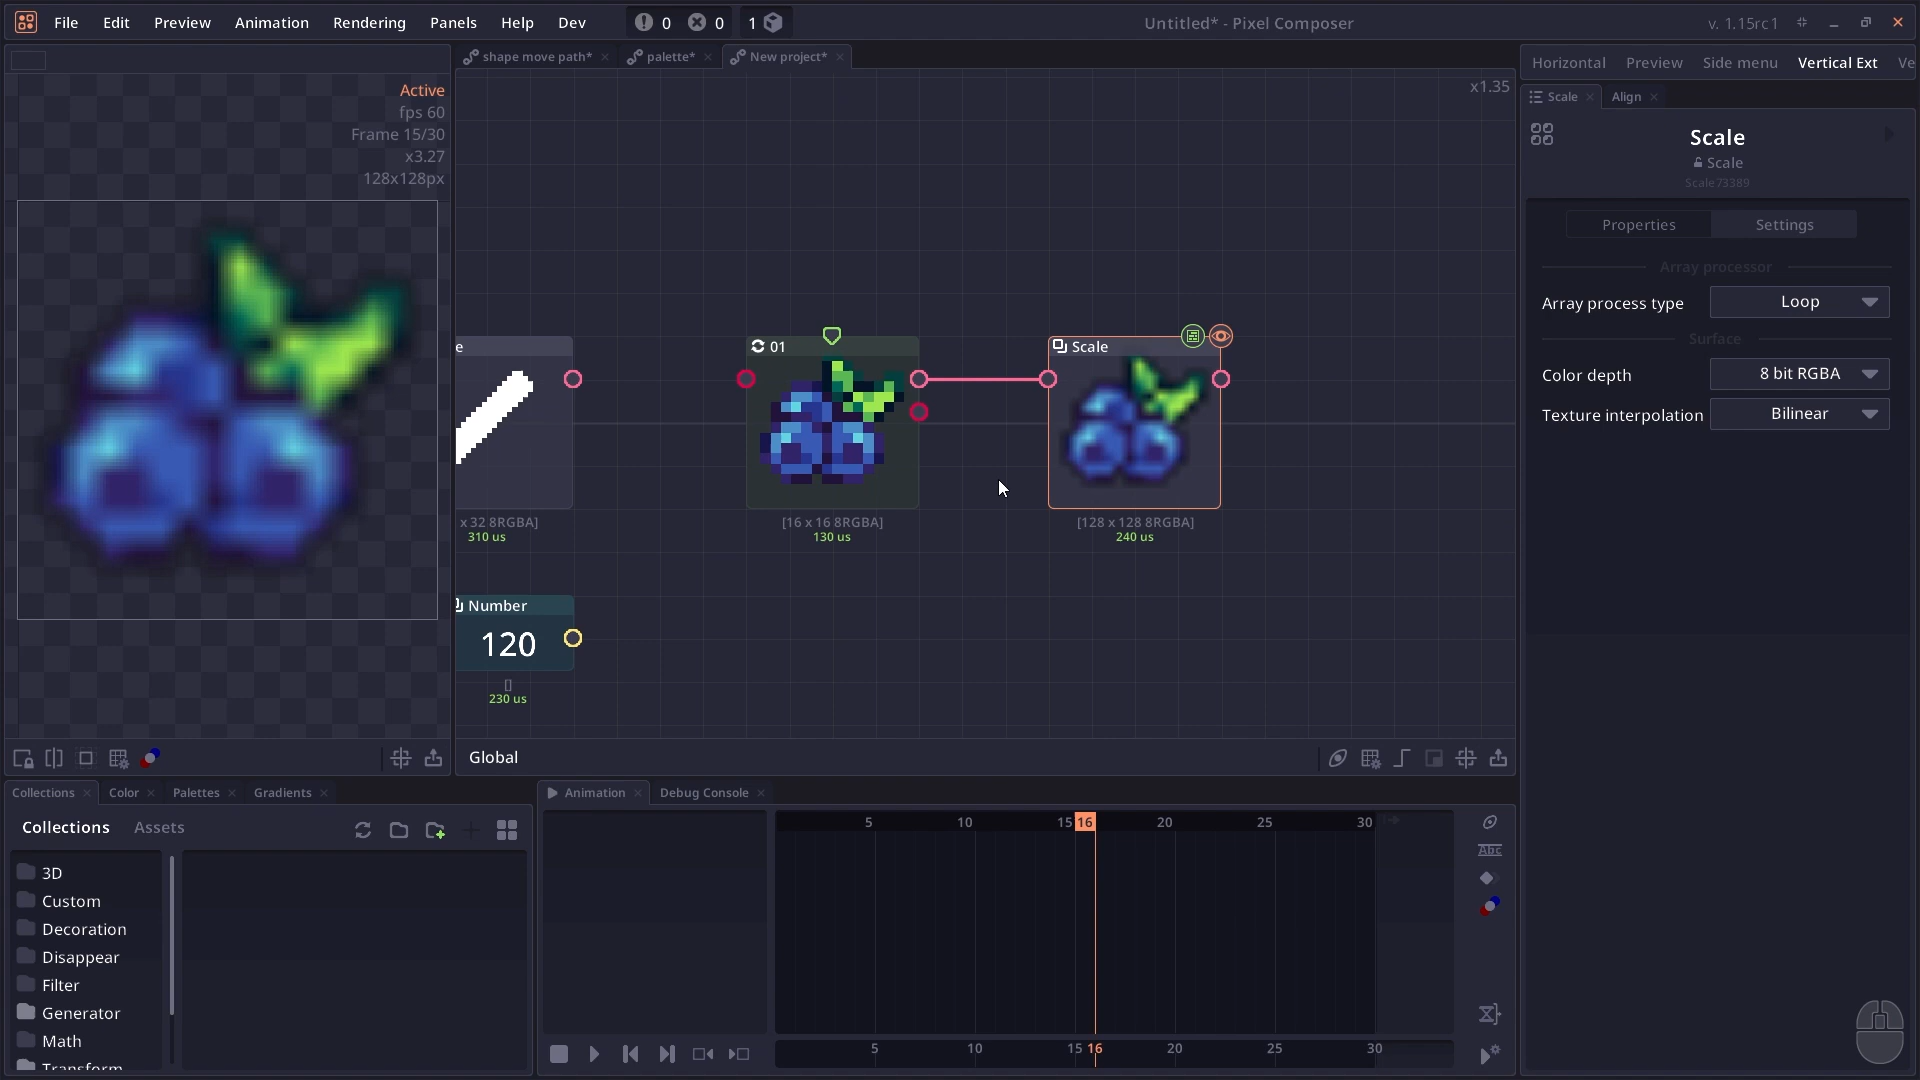 File Edit Preview Animation Rendering Panels Help Dev 0 0 1 Untitled* - Pixel Composer v. 1.15rc1
shape move path* palette* New project*
Horizontal Preview Side menu Vertical Ext Ve
Active
fps 60
Frame 15/30
x3.27
128x128px
x1.35
Scale Align
Scale
Scale
Scale73389
Properties Settings
Array processor
Array process type Loop
Surface
Color depth 8 bit RGBA
Texture interpolation Bilinear
e
x 32 8RGBA]
310 us
01
[16 x 16 8RGBA]
130 us
Scale
[128 x 128 8RGBA]
240 us
Number
120
[]
230 us
Global
Collections Color Palettes Gradients
Collections Assets
3D
Custom
Decoration
Disappear
Filter
Generator
Math
Transform
Animation Debug Console
5 10 15 16 20 25 30
Abc
5 10 15 16 20 25 30